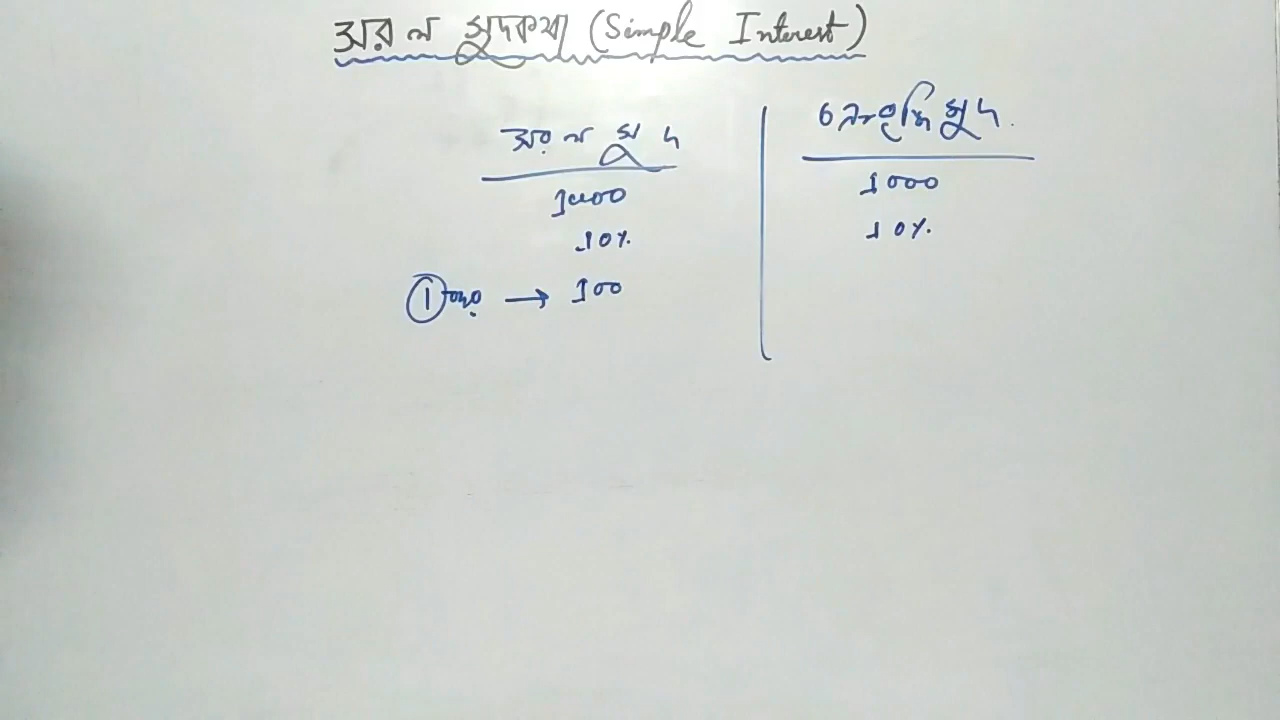 সরল সুদকষা (Simple Interest)
সরল সুদ
1000
10%
① বছর → 100
চক্রবৃদ্ধি সুদ
1000
10%